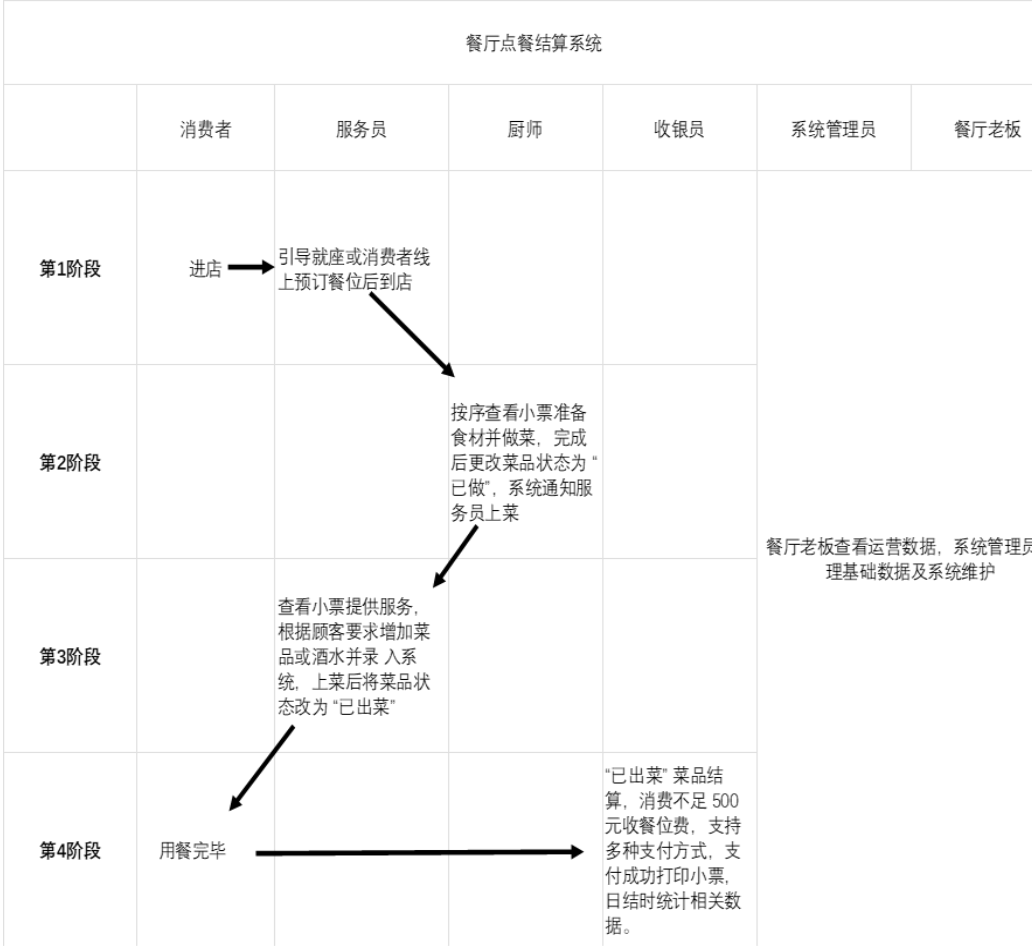 餐厅点餐结算系统
消费者 服务员 厨师 收银员 系统管理员 餐厅老板
第1阶段
进店
引导就座或消费者线
上预订餐位后到店
第2阶段
按序查看小票准备
食材并做菜，完成
后更改菜品状态为“
已做”，系统通知服
务员上菜
餐厅老板查看运营数据，系统管理员
理基础数据及系统维护
第3阶段
查看小票提供服务，
根据顾客要求增加菜
品或酒水并录 入系
统，上菜后将菜品状
态改为 “已出菜”
第4阶段
用餐完毕
“已出菜” 菜品结
算，消费不足 500
元收餐位费，支持
多种支付方式，支
付成功打印小票，
日结时统计相关数
据。